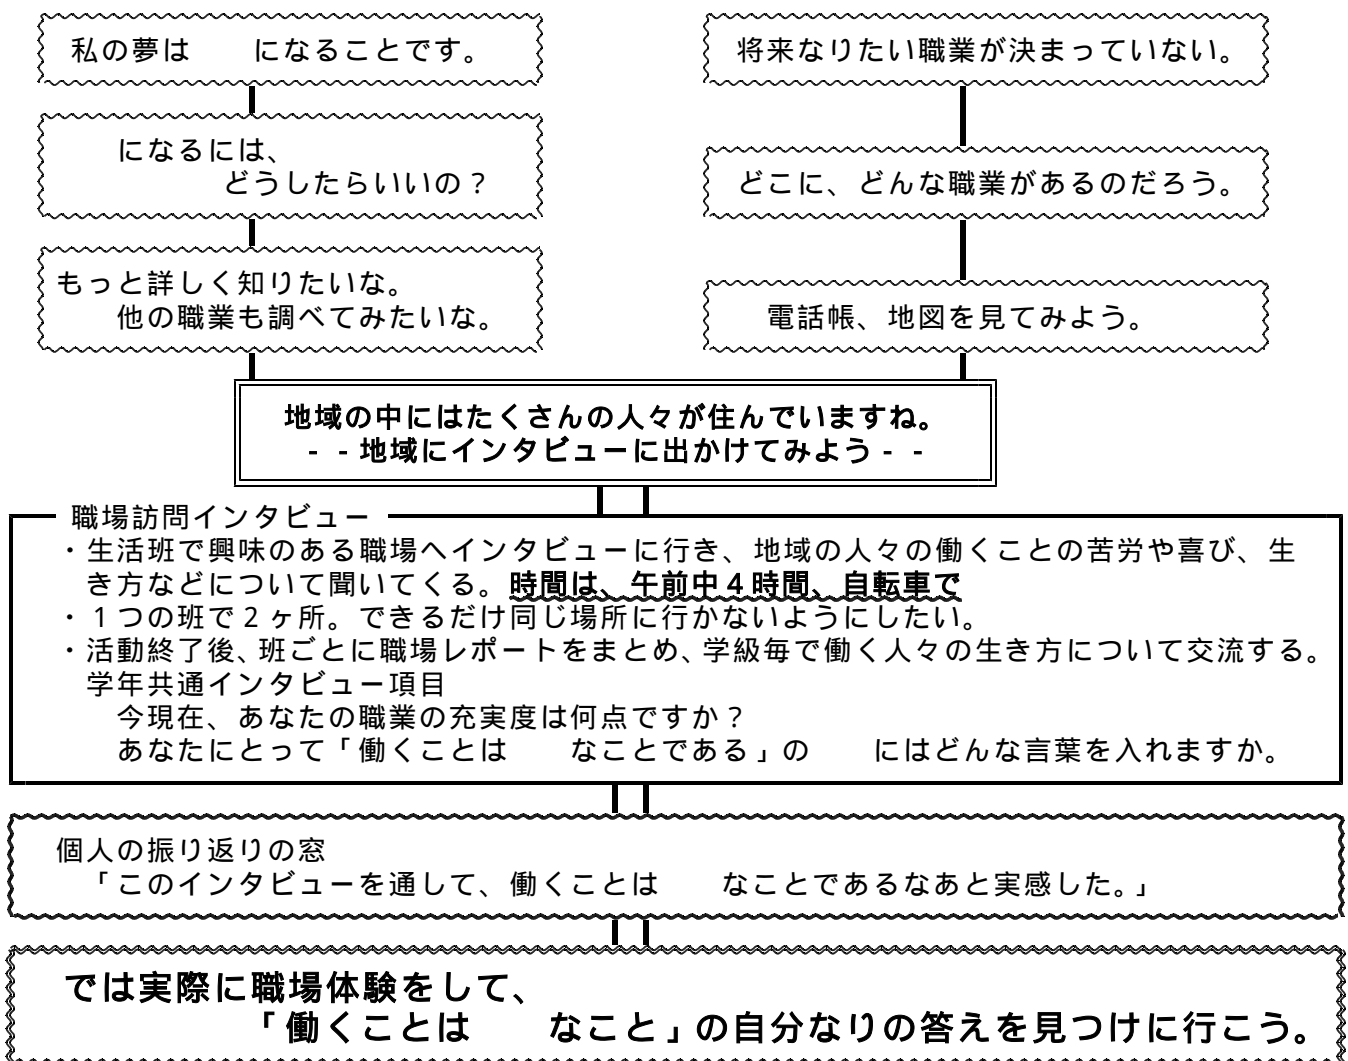 私の夢は　　になることです。
になるには、
どうしたらいいの？
もっと詳しく知りたいな。
他の職業も調べてみたいな。
将来なりたい職業が決まっていない。
どこに、どんな職業があるのだろう。
電話帳、地図を見てみよう。
地域の中にはたくさんの人々が住んでいますね。
- - 地域にインタビューに出かけてみよう - -
職場訪問インタビュー
・生活班で興味のある職場へインタビューに行き、地域の人々の働くことの苦労や喜び、生
き方などについて聞いてくる。時間は、午前中４時間、自転車で
・１つの班で２ヶ所。できるだけ同じ場所に行かないようにしたい。
・活動終了後、班ごとに職場レポートをまとめ、学級毎で働く人々の生き方について交流する。
学年共通インタビュー項目
今現在、あなたの職業の充実度は何点ですか？
あなたにとって「働くことは　　なことである」の　　にはどんな言葉を入れますか。
個人の振り返りの窓
「このインタビューを通して、働くことは　　なことであるなあと実感した。」
では実際に職場体験をして、
「働くことは　　なこと」の自分なりの答えを見つけに行こう。